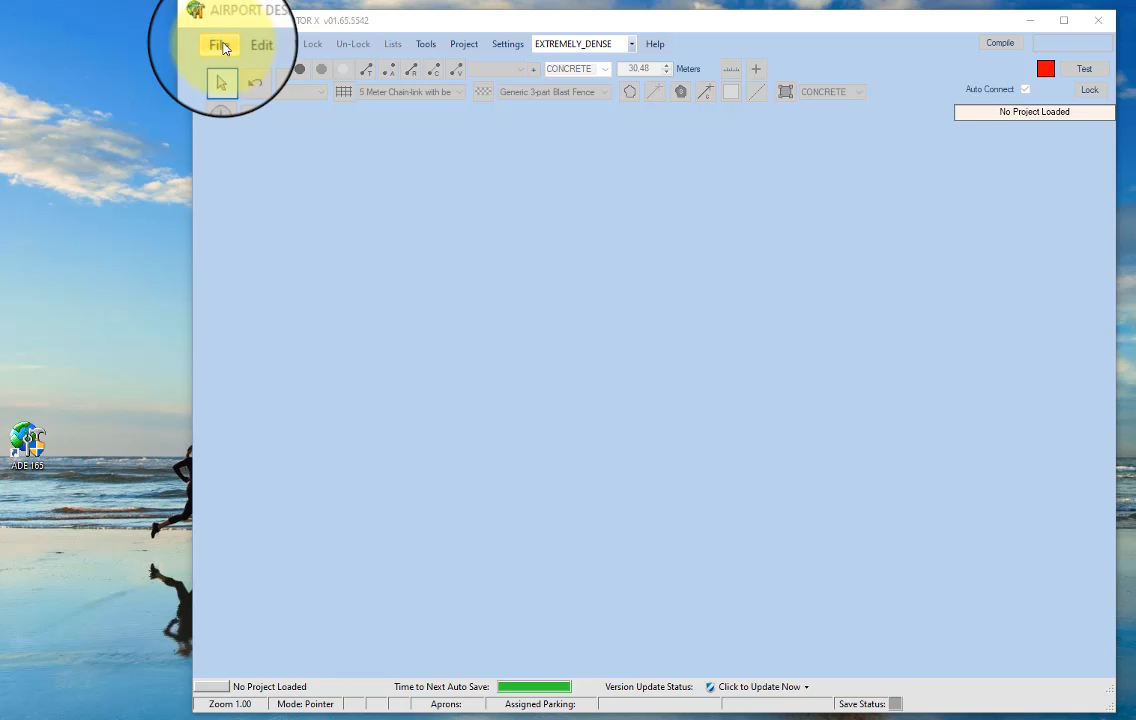 AIRPORT DES
TOR X v01.65.5542
File Edit Lock Un-Lock Lists Tools Project Settings EXTREMELY_DENSE Help Compile
T A R C V + CONCRETE 30.48 Meters Test
5 Meter Chain-link with be Generic 3-part Blast Fence CONCRETE Auto Connect Lock
No Project Loaded
ADE 165
No Project Loaded Time to Next Auto Save: Version Update Status: Click to Update Now
Zoom 1.00 Mode: Pointer Aprons: Assigned Parking: Save Status: